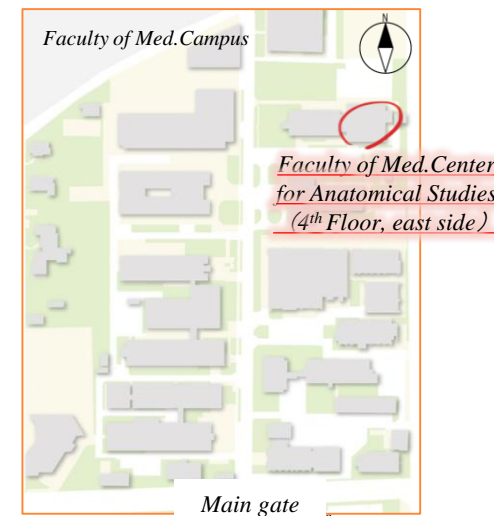 Faculty of Med.Campus
N
Faculty of Med.Center
for Anatomical Studies
（4th Floor, east side）
Main gate